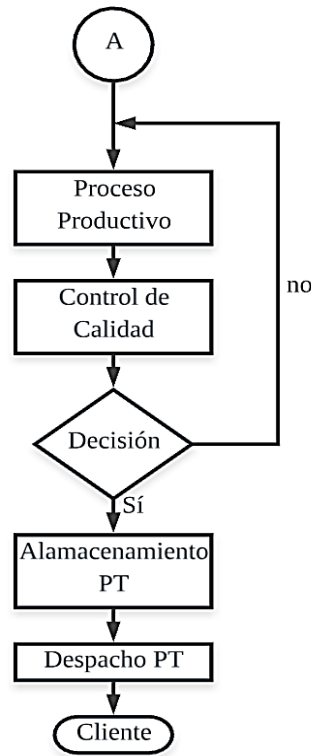 A
Proceso
Productivo
no
Control de
Calidad
Decisión
Sí
Alamacenamiento
PT
Despacho PT
Cliente